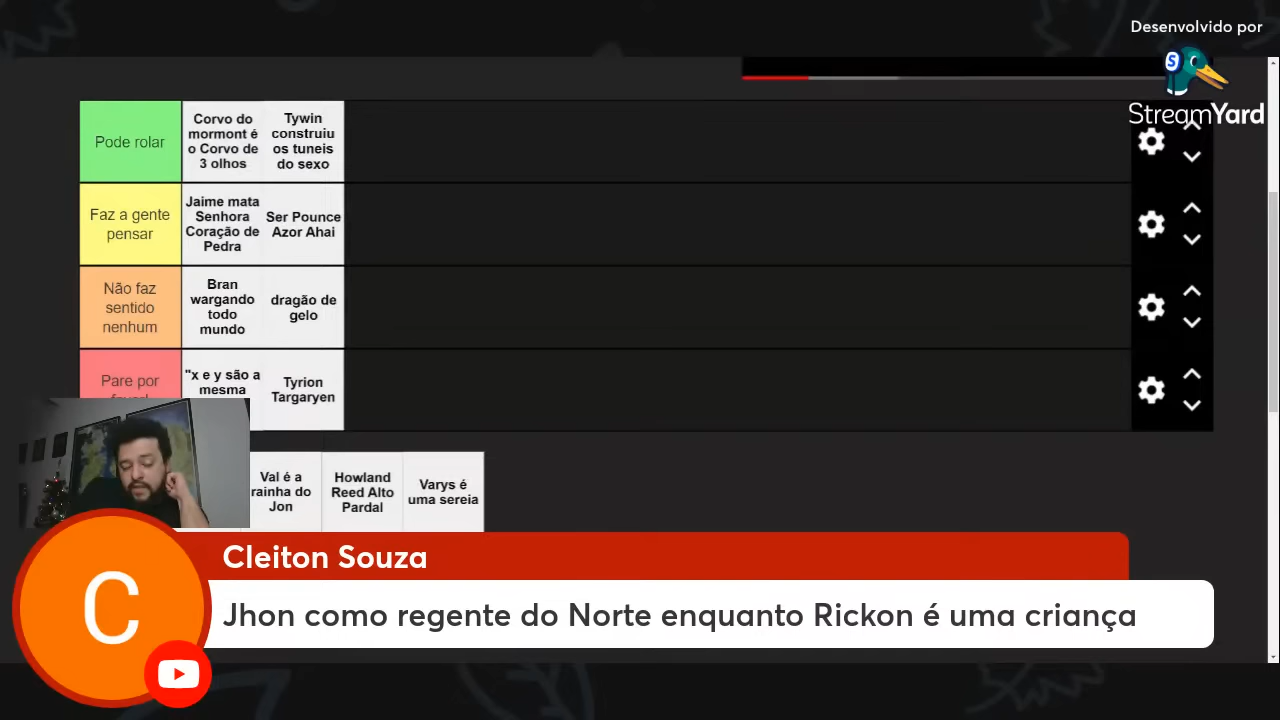 Desenvolvido por
S
StreamYard
Pode rolar
Corvo do
mormont é
o Corvo de
3 olhos
Tywin
construiu
os tuneis
do sexo
Faz a gente
pensar
Jaime mata
Senhora
Coração de
Pedra
Ser Pounce
Azor Ahai
Não faz
sentido
nenhum
Bran
wargando
todo
mundo
dragão de
gelo
Pare por
"x e y são a
mesma
Tyrion
Targaryen
Val é a
rainha do
Jon
Howland
Reed Alto
Pardal
Varys é
uma sereia
C
Cleiton Souza
Jhon como regente do Norte enquanto Rickon é uma criança